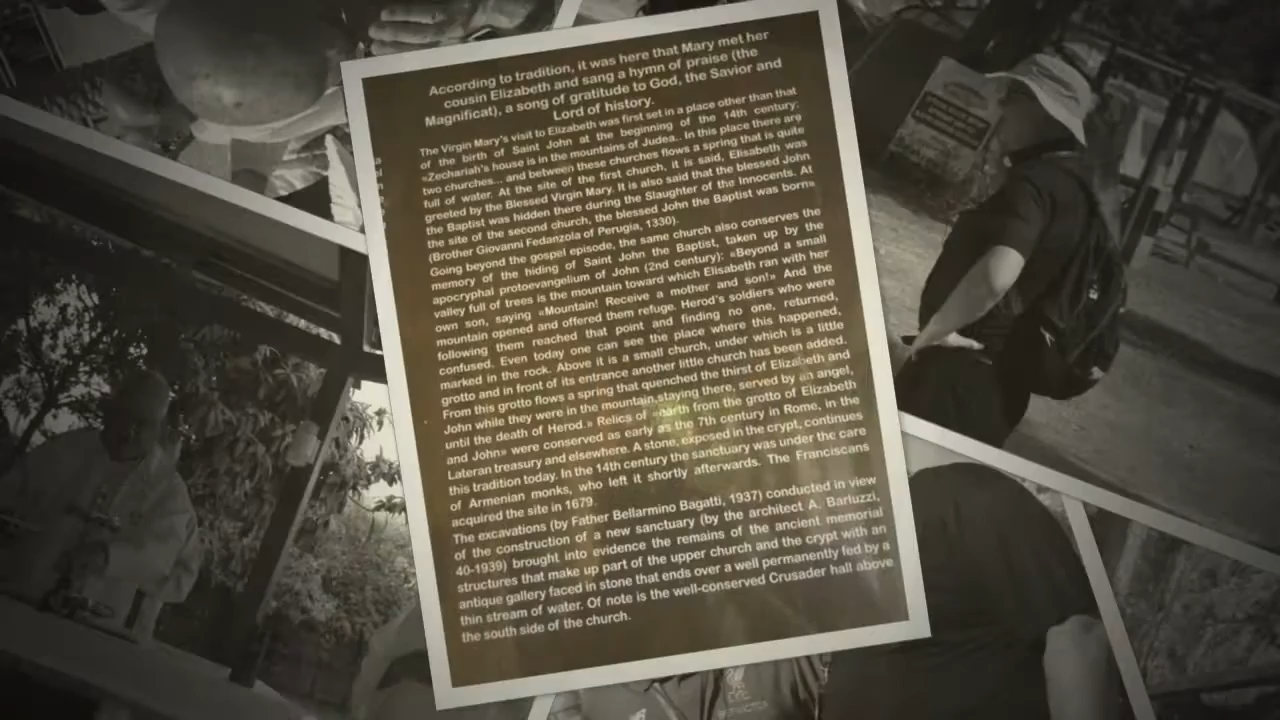 According to tradition, it was here that Mary met her
cousin Elizabeth and sang a hymn of praise (the
Magnificat), a song of gratitude to God, the Savior and
Lord of history.
The Virgin Mary's visit to Elizabeth was first set in a place other than that
of the birth of Saint John at the beginning of the 14th century:
«Zechariah's house is in the mountains of Judea.. In this place there are
two churches... and between these churches flows a spring that is quite
full of water. At the site of the first church, it is said, Elisabeth was
greeted by the Blessed Virgin Mary. It is also said that the blessed John
the Baptist was hidden there during the Slaughter of the Innocents. At
the site of the second church, the blessed John the Baptist was born»
(Brother Giovanni Fedanzola of Perugia, 1330).
Going beyond the gospel episode, the same church also conserves the
memory of the hiding of Saint John the Baptist, taken up by the
apocryphal protoevangelium of John (2nd century): «Beyond a small
valley full of trees is the mountain toward which Elisabeth ran with her
own son, saying «Mountain! Receive a mother and son!» And the
mountain opened and offered them refuge. Herod's soldiers who were
following them reached that point and finding no one, returned,
confused. Even today one can see the place where this happened,
marked in the rock. Above it is a small church, under which is a little
grotto and in front of its entrance another little church has been added.
From this grotto flows a spring that quenched the thirst of Elizabeth and
John while they were in the mountain,staying there, served by an angel,
until the death of Herod.» Relics of «earth from the grotto of Elizabeth
and John» were conserved as early as the 7th century in Rome, in the
Lateran treasury and elsewhere. A stone, exposed in the crypt, continues
this tradition today. In the 14th century the sanctuary was under the care
of Armenian monks, who left it shortly afterwards. The Franciscans
acquired the site in 1679.
The excavations (by Father Bellarmino Bagatti, 1937) conducted in view
of the construction of a new sanctuary (by the architect A. Barluzzi,
40-1939) brought into evidence the remains of the ancient memorial
structures that make up part of the upper church and the crypt with an
antique gallery faced in stone that ends over a well permanently fed by a
thin stream of water. Of note is the well-conserved Crusader hall above
the south side of the church.